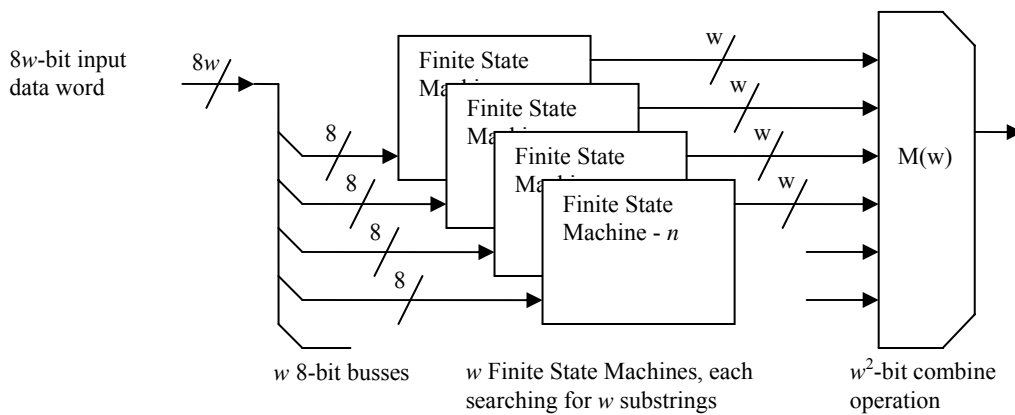 8w-bit input
data word
8w
8
8
8
8
Finite State
Finite State
Finite State
Finite State
Machine - n
w
w
w
w
M(w)
w 8-bit busses
w Finite State Machines, each
searching for w substrings
w²-bit combine
operation